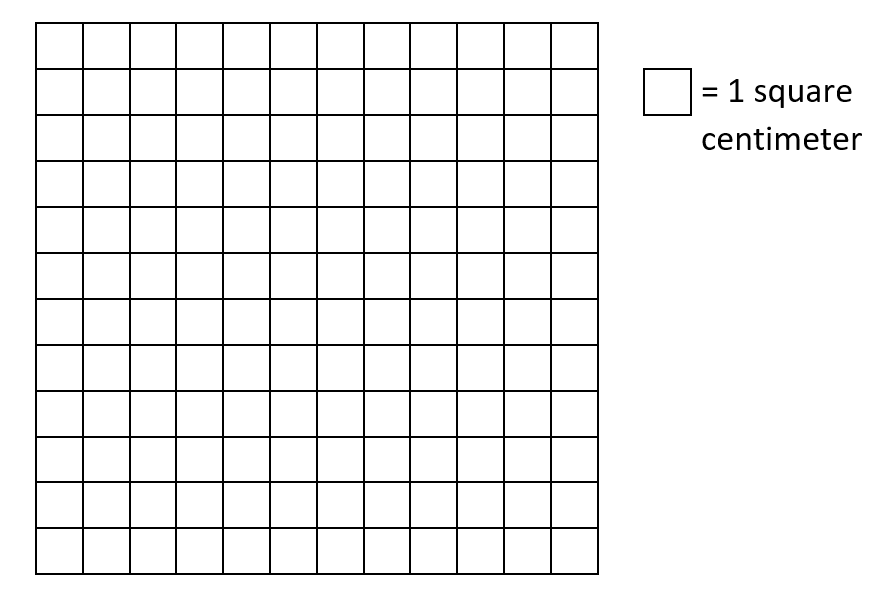 = 1 square
centimeter